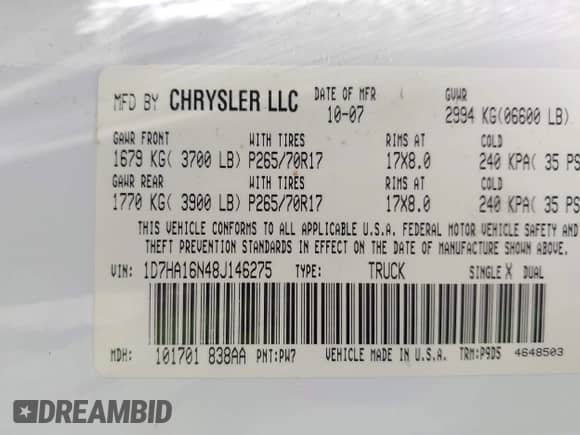 MFD BY CHRYSLER LLC DATE OF MFR GVWR
10-07 2994 KG(06600 LB)
GAWR FRONT WITH TIRES RIMS AT COLD
1679 KG( 3700 LB) P265/70R17 17X8.0 240 KPA( 35 PS
GAWR REAR WITH TIRES RIMS AT COLD
1770 KG( 3900 LB) P265/70R17 17X8.0 240 KPA( 35 PS
THIS VEHICLE CONFORMS TO ALL APPLICABLE U.S.A. FEDERAL MOTOR VEHICLE SAFETY AND
THEFT PREVENTION STANDARDS IN EFFECT ON THE DATE OF MANUFACTURE SHOWN ABOVE.
VIN: 1D7HA16N48J146275 TYPE: TRUCK SINGLE X DUAL
MDH: 101701 838AA PNT:PW7 VEHICLE MADE IN U.S.A. TRM:P9D5 4648503
DREAMBID